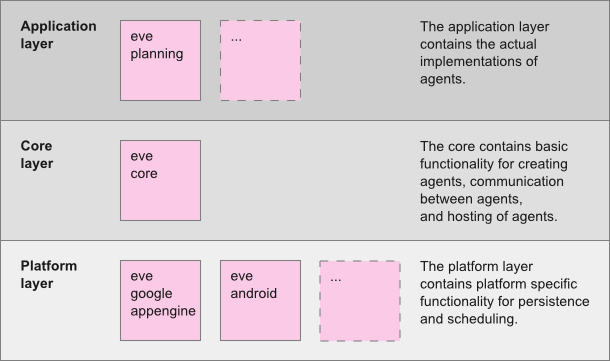 Application
layer
eve
planning
...
The application layer
contains the actual
implementations of
agents.
Core
layer
eve
core
The core contains basic
functionality for creating
agents, communication
between agents,
and hosting of agents.
Platform
layer
eve
google
appengine
eve
android
...
The platform layer
contains platform specific
functionality for persistence
and scheduling.